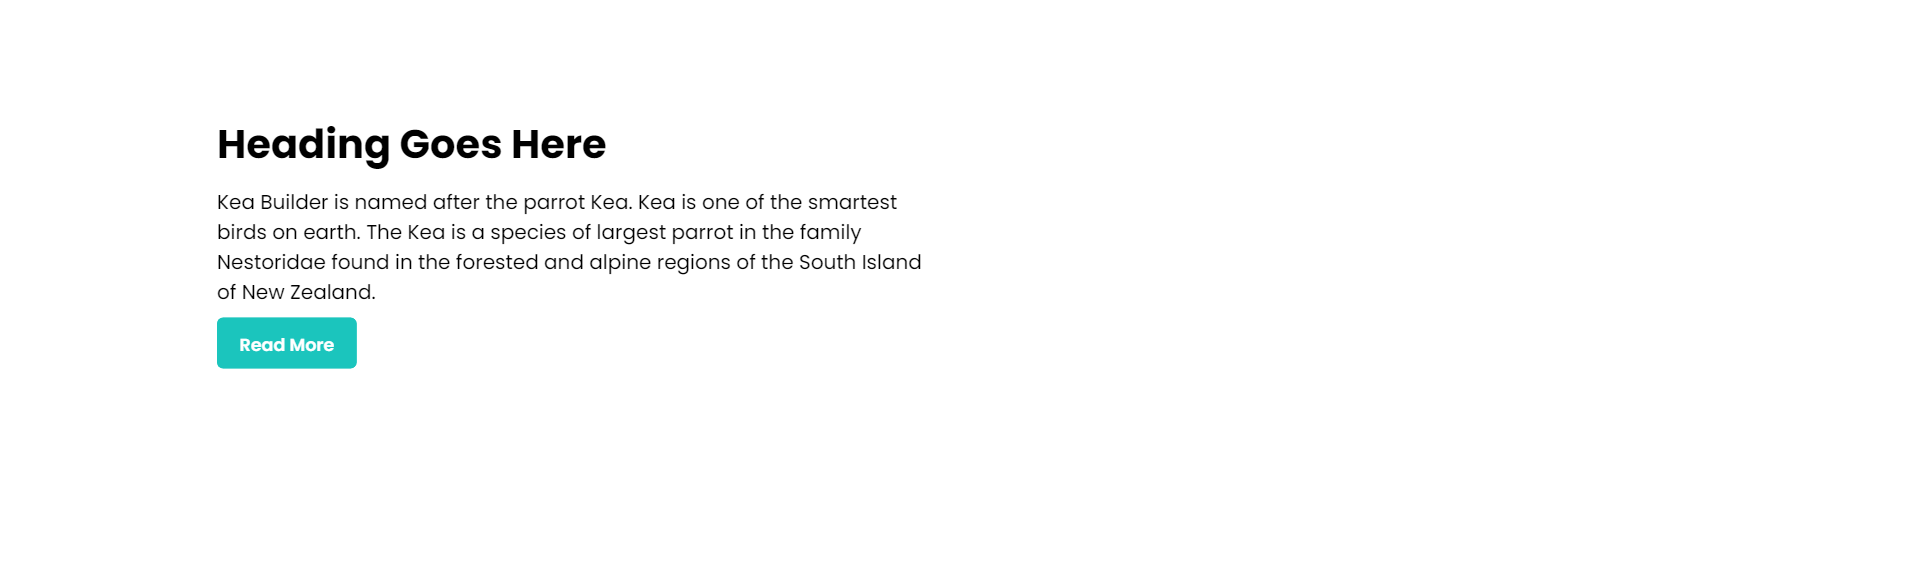 Heading Goes Here
Kea Builder is named after the parrot Kea. Kea is one of the smartest
birds on earth. The Kea is a species of largest parrot in the family
Nestoridae found in the forested and alpine regions of the South Island
of New Zealand.
Read More